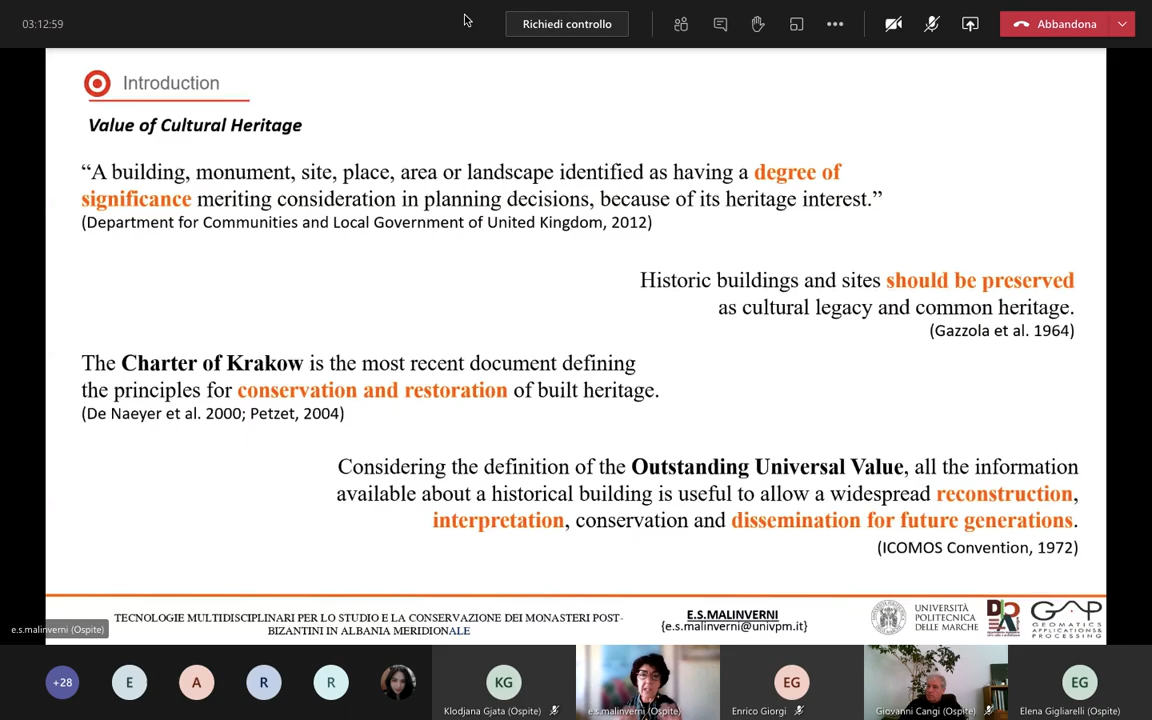 03:12:59
Richiedi controllo
Abbandona
Introduction
Value of Cultural Heritage
“A building, monument, site, place, area or landscape identified as having a degree of
significance meriting consideration in planning decisions, because of its heritage interest.”
(Department for Communities and Local Government of United Kingdom, 2012)
Historic buildings and sites should be preserved
as cultural legacy and common heritage.
(Gazzola et al. 1964)
The Charter of Krakow is the most recent document defining
the principles for conservation and restoration of built heritage.
(De Naeyer et al. 2000; Petzet, 2004)
Considering the definition of the Outstanding Universal Value, all the information
available about a historical building is useful to allow a widespread reconstruction,
interpretation, conservation and dissemination for future generations.
(ICOMOS Convention, 1972)
e.s.malinverni (Ospite)
TECNOLOGIE MULTIDISCIPLINARI PER LO STUDIO E LA CONSERVAZIONE DEI MONASTERI POST-
BIZANTINI IN ALBANIA MERIDIONALE
E.S.MALINVERNI
{e.s.malinverni@univpm.it}
UNIVERSITÀ
POLITECNICA
DELLE MARCHE
GAP
GEOMATICS
APPLICATIONS&
PROCESSING
+28
E
A
R
R
KG
Klodjana Gjata (Ospite)
e.s.malinverni (Ospite)
EG
Enrico Giorgi
Giovanni Cangi (Ospite)
EG
Elena Gigliarelli (Ospite)